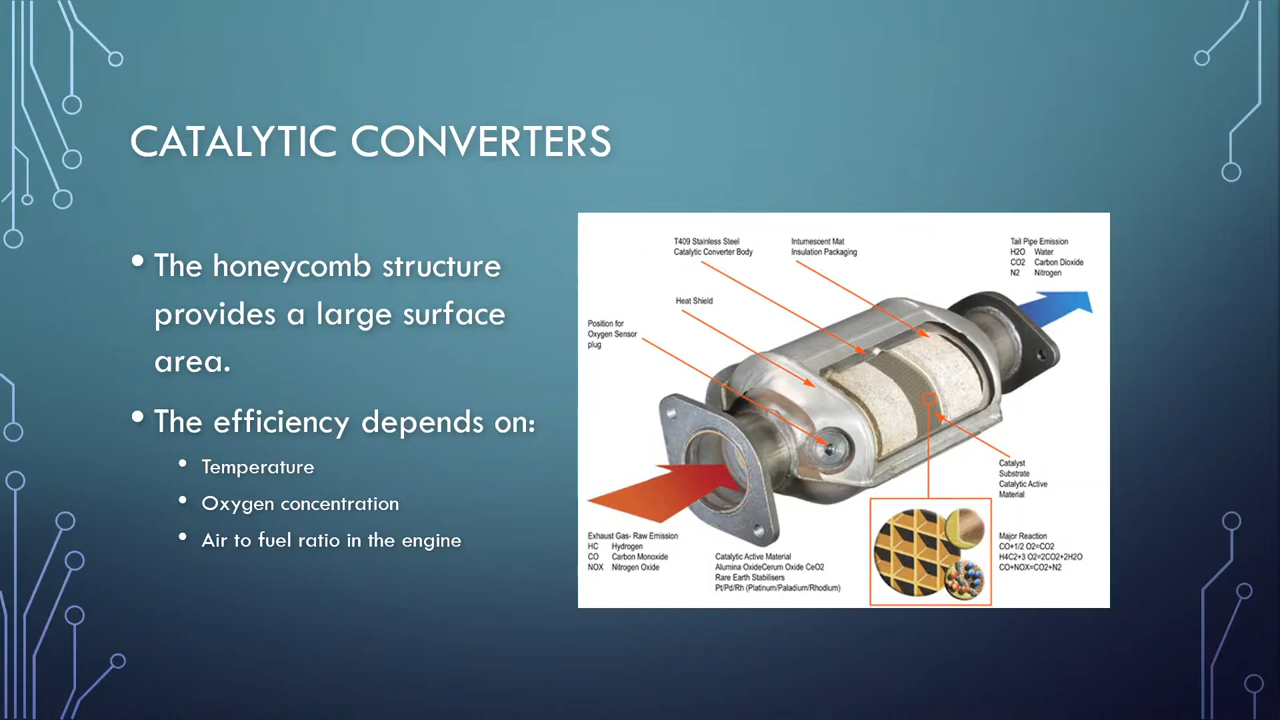 CATALYTIC CONVERTERS
• The honeycomb structure
provides a large surface
area.
• The efficiency depends on:
• Temperature
• Oxygen concentration
• Air to fuel ratio in the engine
T409 Stainless Steel
Catalytic Converter Body
Intumescent Mat
Insulation Packaging
Tail Pipe Emission
H2O Water
CO2 Carbon Dioxide
N2 Nitrogen
Heat Shield
Position for
Oxygen Sensor
plug
Catalyst
Substrate
Catalytic Active
Material
Exhaust Gas- Raw Emission
HC Hydrogen
CO Carbon Monoxide
NOX Nitrogen Oxide
Catalytic Active Material
Alumina OxideCerum Oxide CeO2
Rare Earth Stabilisers
Pt/Pd/Rh (Platinum/Paladium/Rhodium)
Major Reaction
CO+1/2 O2=CO2
H4C2+3 O2=2CO2+2H2O
CO+NOX=CO2+N2